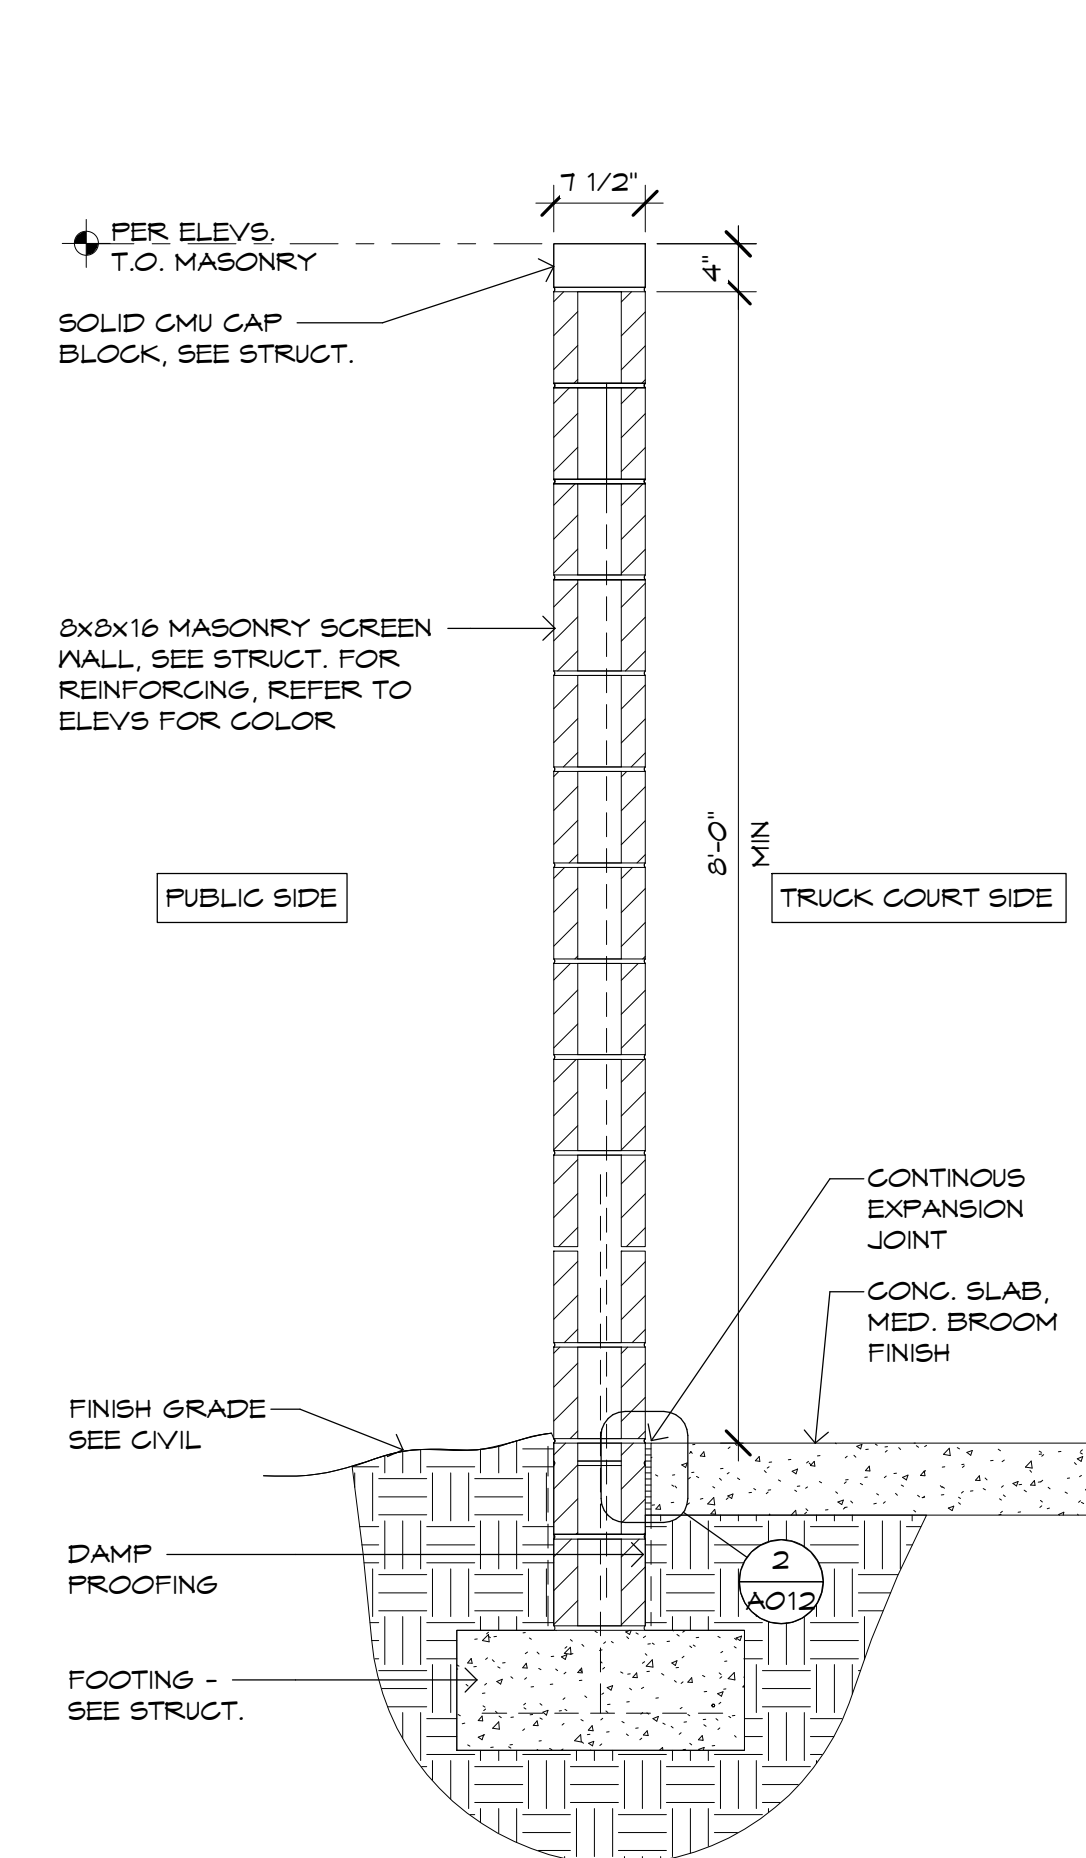 7 1/2"
PER ELEVS.
T.O. MASONRY
4"
SOLID CMU CAP
BLOCK, SEE STRUCT.
8x8x16 MASONRY SCREEN
WALL, SEE STRUCT. FOR
REINFORCING, REFER TO
ELEVS FOR COLOR
8'-0"
MIN
PUBLIC SIDE
TRUCK COURT SIDE
CONTINOUS
EXPANSION
JOINT
CONC. SLAB,
MED. BROOM
FINISH
FINISH GRADE
SEE CIVIL
DAMP
PROOFING
2
A012
FOOTING -
SEE STRUCT.